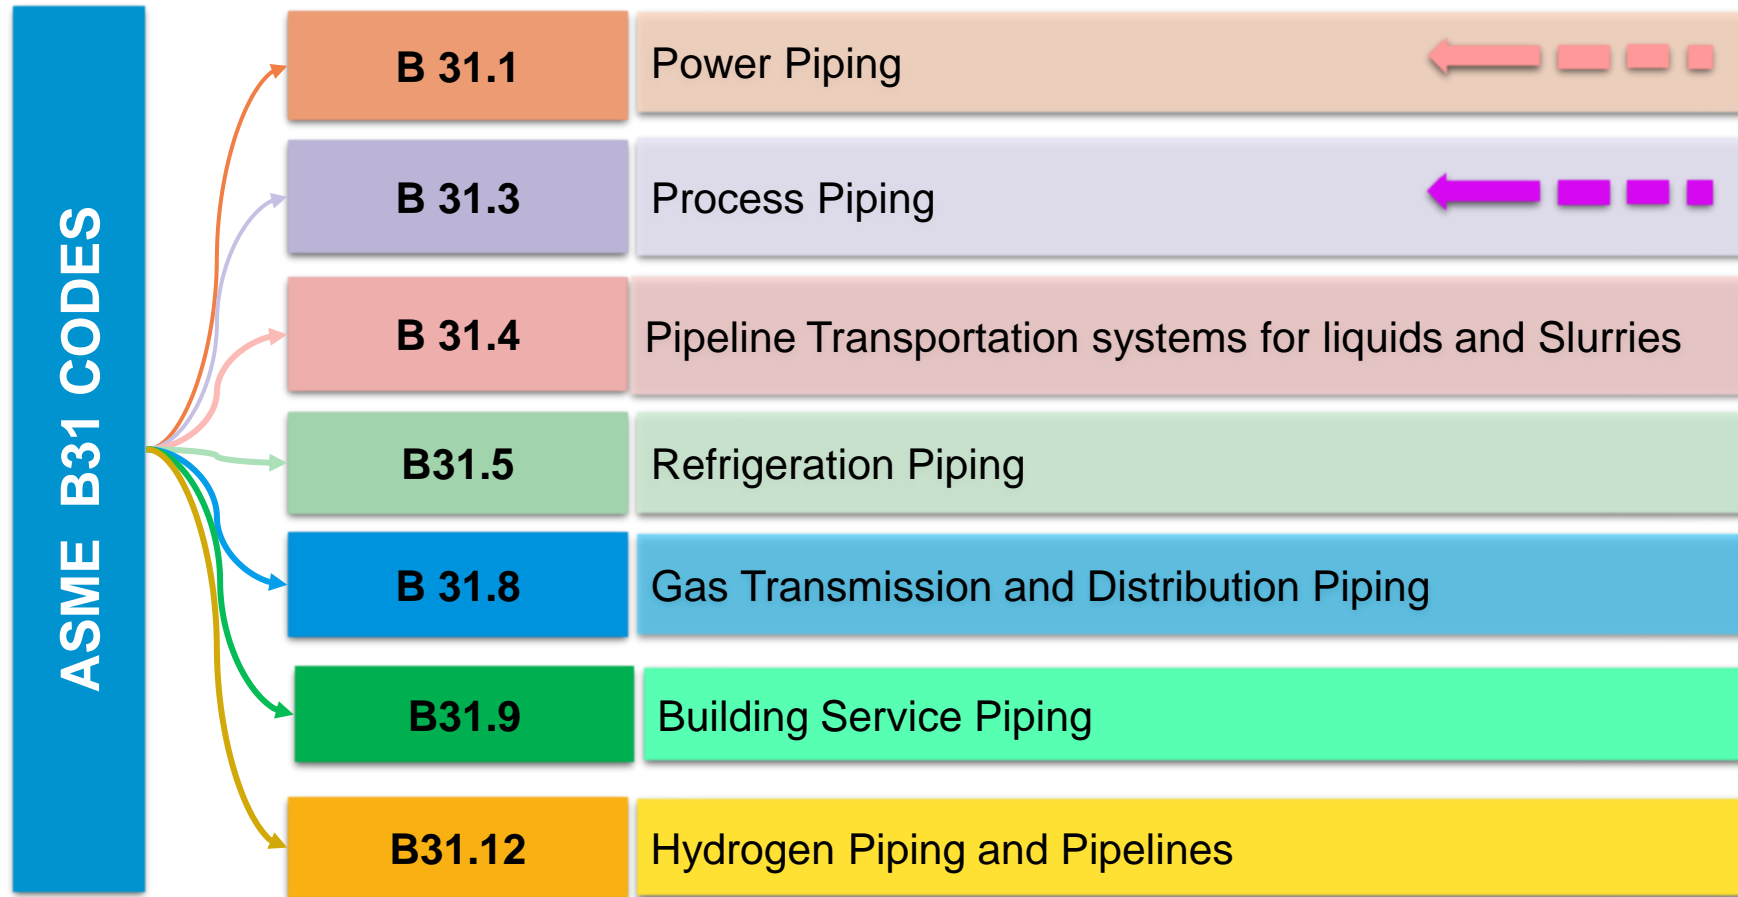 ASME B31 CODES
B 31.1
Power Piping
B 31.3
Process Piping
B 31.4
Pipeline Transportation systems for liquids and Slurries
B31.5
Refrigeration Piping
B 31.8
Gas Transmission and Distribution Piping
B31.9
Building Service Piping
B31.12
Hydrogen Piping and Pipelines